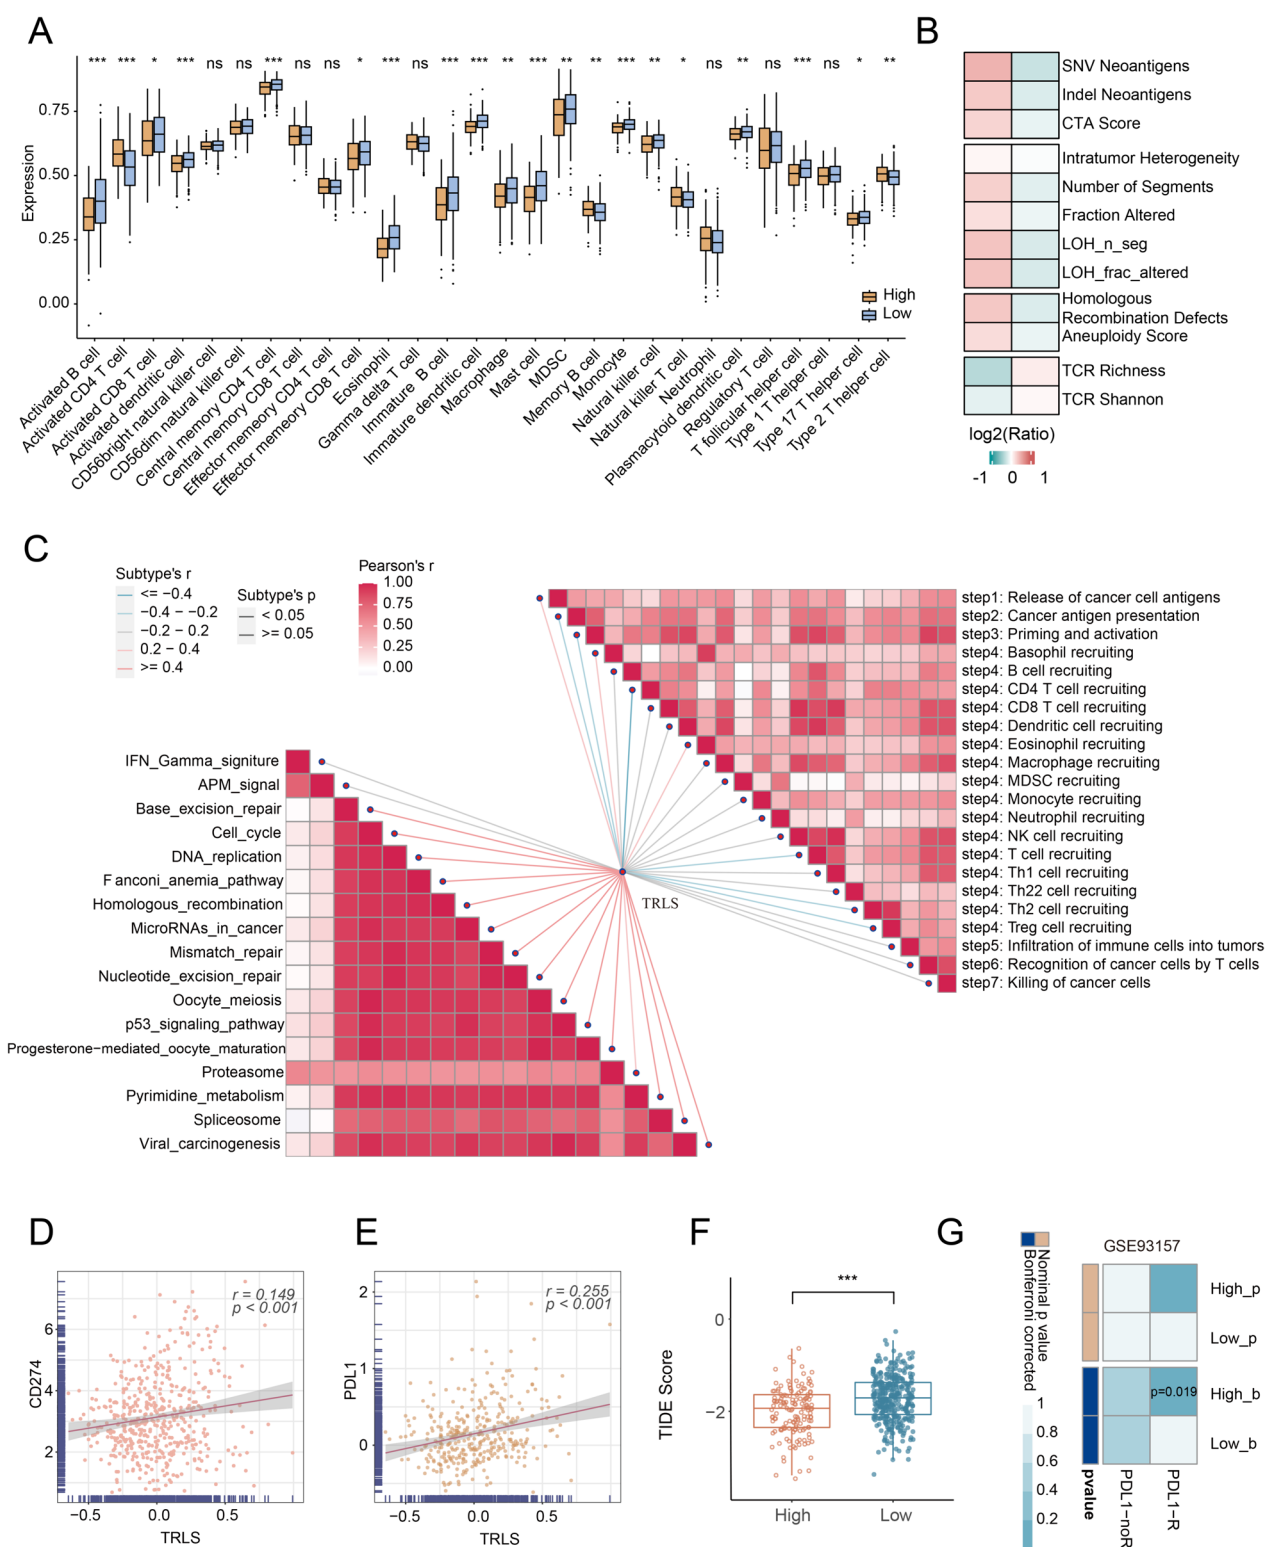 A
*** *** * *** ns ns *** ns ns * *** ns *** *** ** *** ** ** *** ** * ns ** ns *** ns * **
Expression
0.75
0.50
0.25
0.00
High
Low
Activated B cell
Activated CD4 T cell
Activated CD8 T cell
Activated dendritic cell
CD56bright natural killer cell
CD56dim natural killer cell
Central memory CD4 T cell
Central memory CD8 T cell
Effector memeory CD4 T cell
Effector memeory CD8 T cell
Eosinophil
Gamma delta T cell
Immature B cell
Immature dendritic cell
Macrophage
Mast cell
MDSC
Memory B cell
Monocyte
Natural killer cell
Natural killer T cell
Neutrophil
Plasmacytoid dendritic cell
Regulatory T cell
T follicular helper cell
Type 1 T helper cell
Type 17 T helper cell
Type 2 T helper cell
B
SNV Neoantigens
Indel Neoantigens
CTA Score
Intratumor Heterogeneity
Number of Segments
Fraction Altered
LOH_n_seg
LOH_frac_altered
Homologous
Recombination Defects
Aneuploidy Score
TCR Richness
TCR Shannon
log2(Ratio)
-1 0 1
C
Subtype's r
<= −0.4
−0.4 − −0.2
−0.2 − 0.2
0.2 − 0.4
>= 0.4
Subtype's p
< 0.05
>= 0.05
Pearson's r
1.00
0.75
0.50
0.25
0.00
step1: Release of cancer cell antigens
step2: Cancer antigen presentation
step3: Priming and activation
step4: Basophil recruiting
step4: B cell recruiting
step4: CD4 T cell recruiting
step4: CD8 T cell recruiting
step4: Dendritic cell recruiting
step4: Eosinophil recruiting
step4: Macrophage recruiting
step4: MDSC recruiting
step4: Monocyte recruiting
step4: Neutrophil recruiting
step4: NK cell recruiting
step4: T cell recruiting
step4: Th1 cell recruiting
step4: Th22 cell recruiting
step4: Th2 cell recruiting
step4: Treg cell recruiting
step5: Infiltration of immune cells into tumors
step6: Recognition of cancer cells by T cells
step7: Killing of cancer cells
TRLS
IFN_Gamma_signiture
APM_signal
Base_excision_repair
Cell_cycle
DNA_replication
Fanconi_anemia_pathway
Homologous_recombination
MicroRNAs_in_cancer
Mismatch_repair
Nucleotide_excision_repair
Oocyte_meiosis
p53_signaling_pathway
Progesterone−mediated_oocyte_maturation
Proteasome
Pyrimidine_metabolism
Spliceosome
Viral_carcinogenesis
D
r = 0.149
p < 0.001
CD274
6
4
2
−0.5 0.0 0.5
TRLS
E
r = 0.255
p < 0.001
PDL1
2
1
0
−0.5 0.0 0.5
TRLS
F
***
TIDE Score
0
−2
High Low
G
Nominal p value
Bonferroni corrected
GSE93157
High_p
Low_p
High_b
Low_b
p=0.019
1
0.8
0.6
0.4
0.2
pvalue
PDL1−noR
PDL1−R